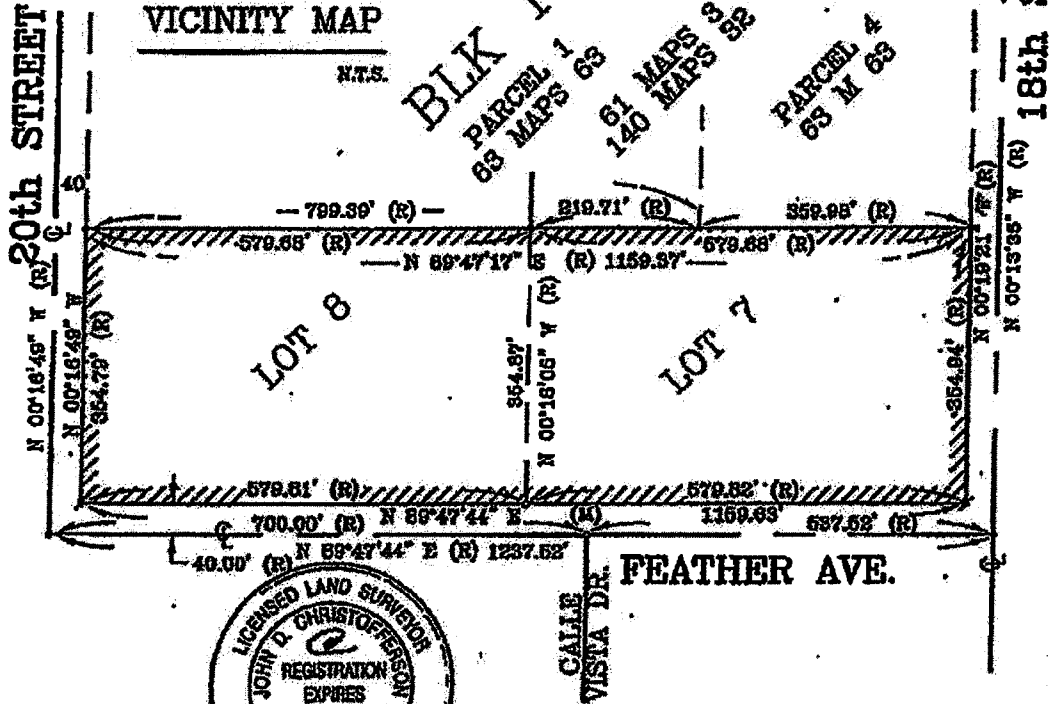 VICINITY MAP
N.T.S.
20th STREET
18th
BLK
PARCEL 1
63 MAPS 63
61 MAPS 3
140 MAPS 32
PARCEL 4
63 M 63
40
799.39' (R)
219.71' (R)
359.98' (R)
579.68' (R)
579.68' (R)
N 89°47'17" E (R) 1159.37'
N 00°16'49" W (R)
N 00°16'49" W
354.79' (R)
LOT 8
354.87'
N 00°16'05" W (R)
LOT 7
354.94' (R)
N 00°19'21" W (R)
N 00°13'35" W (R)
579.81' (R)
579.82' (R)
N 89°47'44" E (M) 1159.63'
700.00' (R)
537.52' (R)
N 89°47'44" E (R) 1237.52'
40.00' (R)
FEATHER AVE.
CALLE
VISTA DR.
LICENSED LAND SURVEYOR
JOHN D. CHRISTOFFERSON
REGISTRATION
EXPIRES